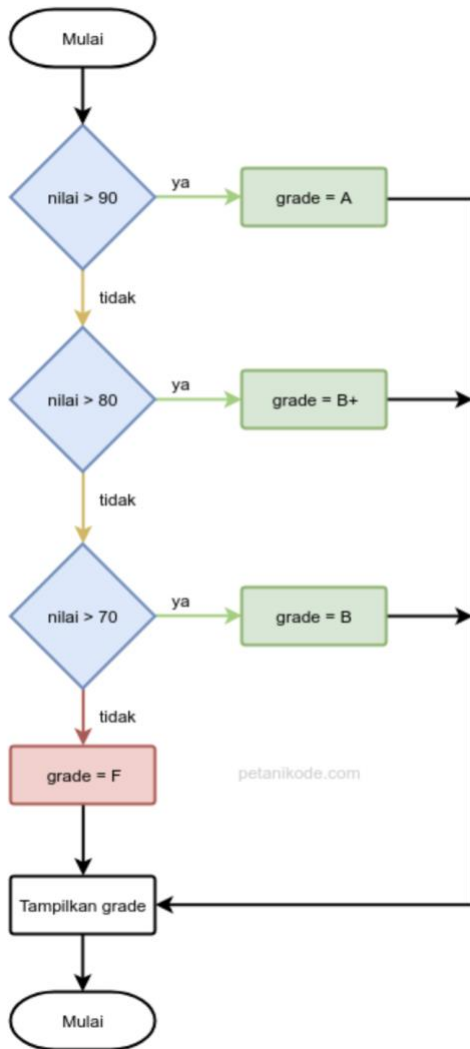 Mulai
nilai > 90
ya
grade = A
tidak
nilai > 80
ya
grade = B+
tidak
nilai > 70
ya
grade = B
tidak
grade = F
petanikode.com
Tampilkan grade
Mulai